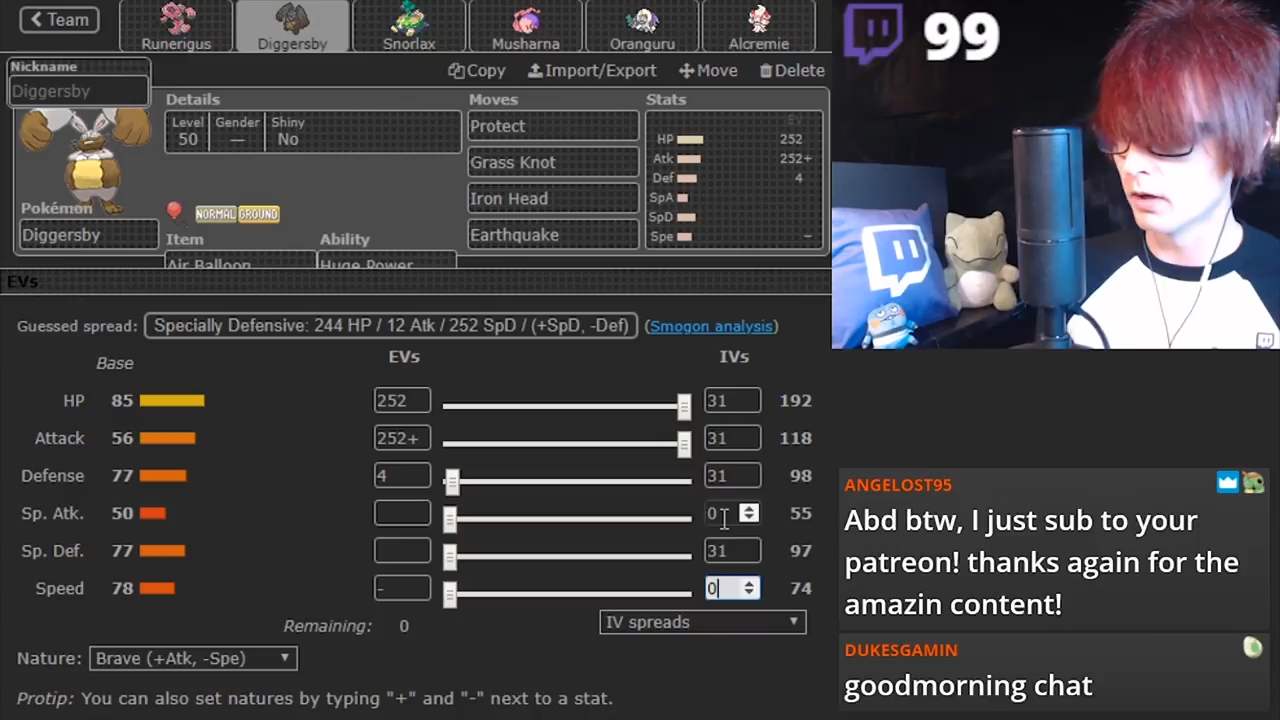 Team
Runerigus
Diggersby
Snorlax
Musharna
Oranguru
Alcremie
99
Copy
Import/Export
Move
Delete
Nickname
Diggersby
Details
Level
50
Gender
—
Shiny
No
Moves
Protect
Grass Knot
Iron Head
Earthquake
Stats
EV
HP 252
Atk 252+
Def 4
SpA
SpD
Spe –
Pokémon
Diggersby
NORMAL GROUND
Item
Air Balloon
Ability
Huge Power
EVs
Guessed spread: Specially Defensive: 244 HP / 12 Atk / 252 SpD / (+SpD, -Def) (Smogon analysis)
Base EVs IVs
HP 85 252 31 192
Attack 56 252+ 31 118
Defense 77 4 31 98
Sp. Atk. 50 0 55
Sp. Def. 77 31 97
Speed 78 - 0 74
Remaining: 0
IV spreads
Nature: Brave (+Atk, -Spe)
Protip: You can also set natures by typing "+" and "-" next to a stat.
ANGELOST95
Abd btw, I just sub to your
patreon! thanks again for the
amazin content!
DUKESGAMIN
goodmorning chat